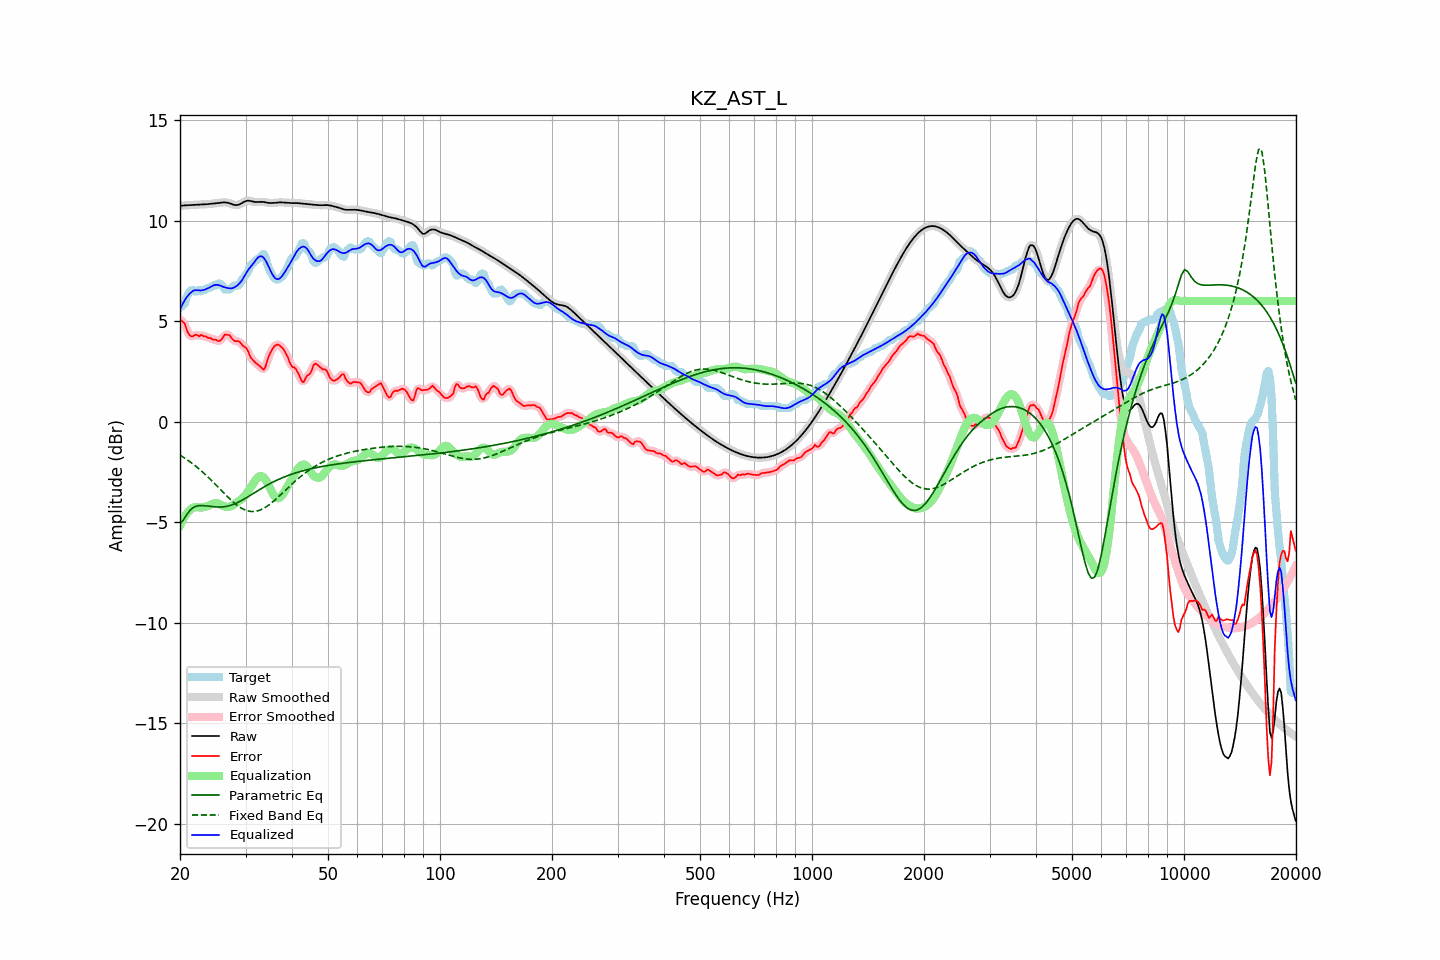 KZ_AST_L
Amplitude (dBr)
15
10
5
0
−5
−10
−15
−20
Target
Raw Smoothed
Error Smoothed
Raw
Error
Equalization
Parametric Eq
Fixed Band Eq
Equalized
20 50 100 200 500 1000 2000 5000 10000 20000
Frequency (Hz)